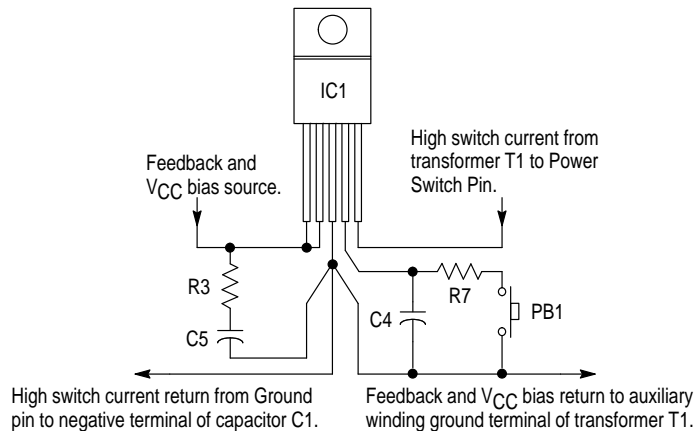 IC1
High switch current from
transformer T1 to Power
Switch Pin.
Feedback and
VCC bias source.
R3
C5
C4
R7
PB1
High switch current return from Ground
pin to negative terminal of capacitor C1.
Feedback and VCC bias return to auxiliary
winding ground terminal of transformer T1.